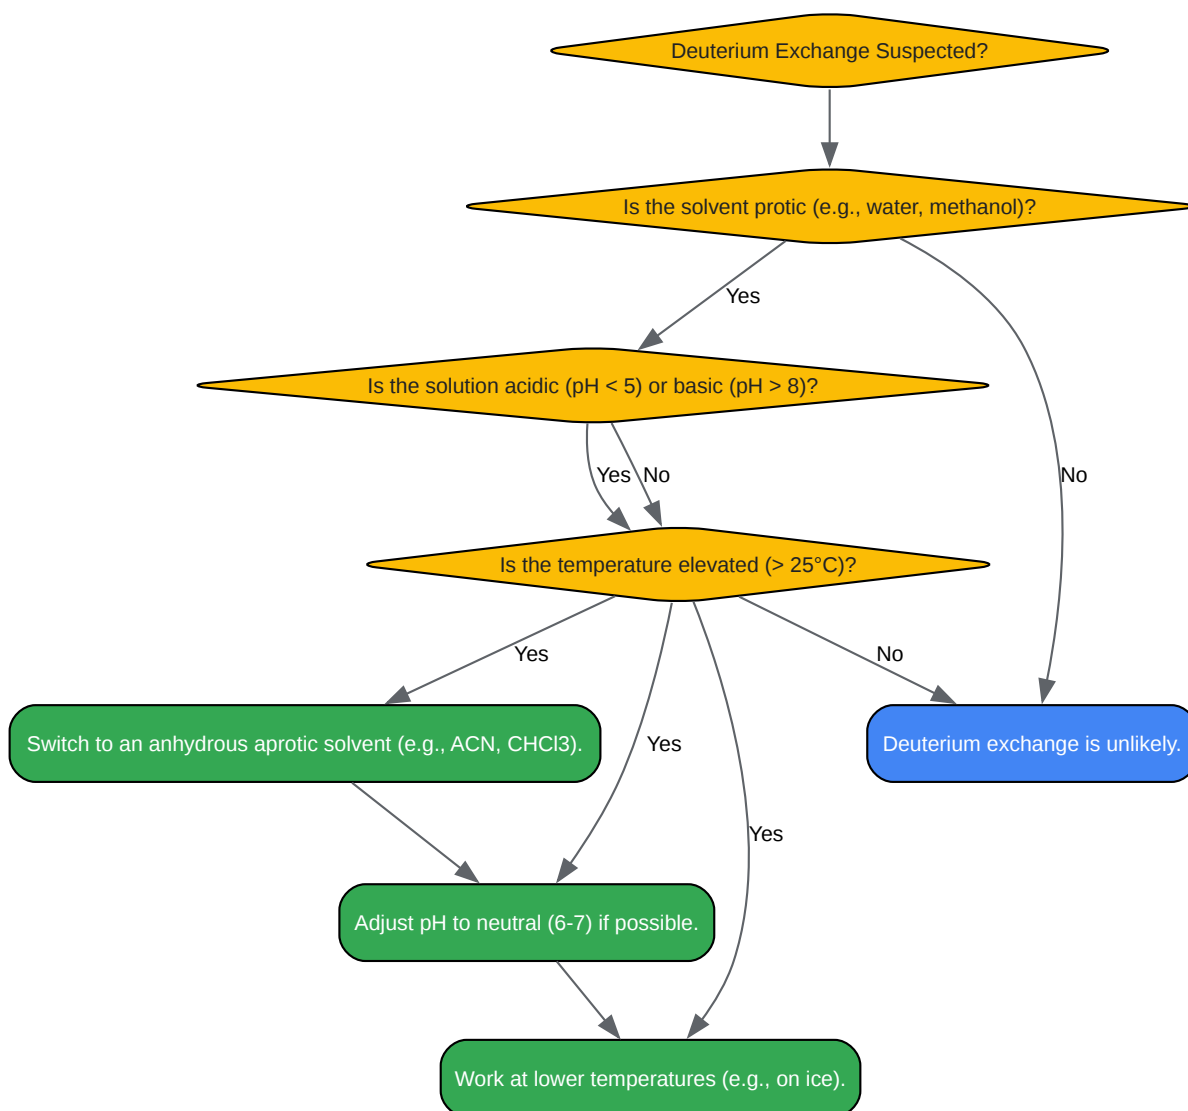 Deuterium Exchange Suspected?
Is the solvent protic (e.g., water, methanol)?
Yes
Is the solution acidic (pH < 5) or basic (pH > 8)?
Yes
No
No
Is the temperature elevated (> 25°C)?
Yes
No
Switch to an anhydrous aprotic solvent (e.g., ACN, CHCl3).
Yes
Deuterium exchange is unlikely.
Yes
Adjust pH to neutral (6-7) if possible.
Work at lower temperatures (e.g., on ice).